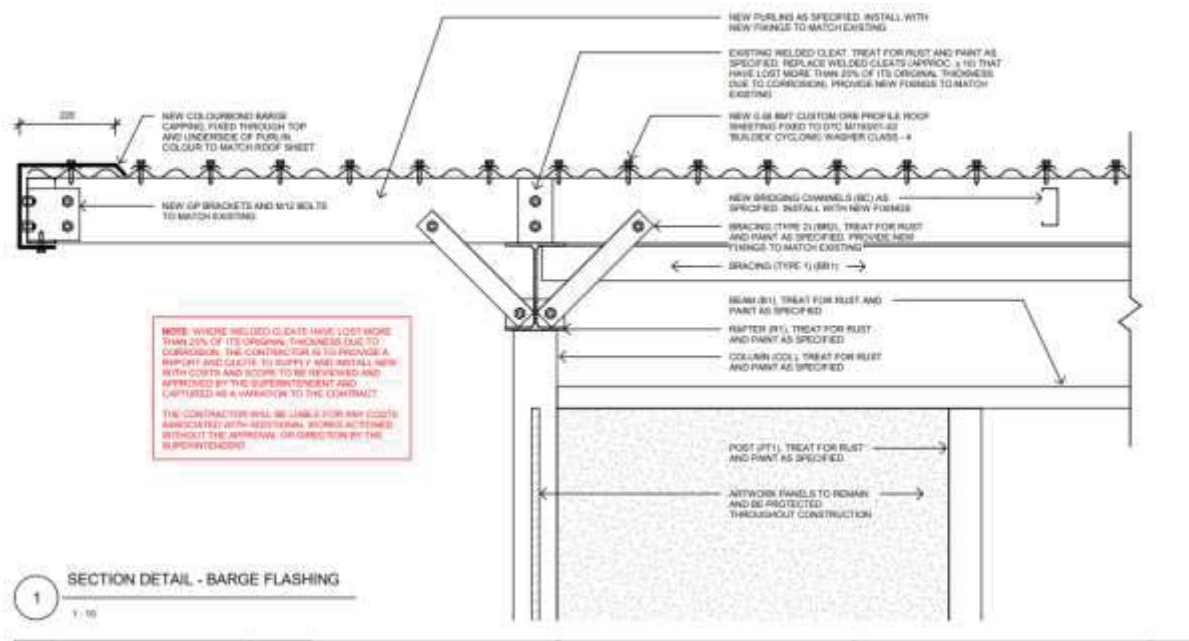 NEW PURLINS AS SPECIFIED. INSTALL WITH
NEW FIXINGS TO MATCH EXISTING
EXISTING WELDED CLEAT. TREAT FOR RUST AND PAINT AS
SPECIFIED. REPLACE WELDED CLEATS (APPROX. x 16) THAT
HAVE LOST MORE THAN 25% OF ITS ORIGINAL THICKNESS
DUE TO CORROSION). PROVIDE NEW FIXINGS TO MATCH
EXISTING
220
NEW COLOURBOND BARGE
CAPPING, FIXED THROUGH TOP
AND UNDERSIDE OF PURLIN.
COLOUR TO MATCH ROOF SHEET
NEW 0.48 BMT CUSTOM ORB PROFILE ROOF
SHEETING FIXED TO DTC
'BUILDEX' CYCLONIC WASHER CLASS - 4
NEW GP BRACKETS AND M12 BOLTS
TO MATCH EXISTING
NEW BRIDGING CHANNELS (BC) AS
SPECIFIED. INSTALL WITH NEW FIXINGS
BRACING (TYPE 2) (BR2), TREAT FOR RUST
AND PAINT AS SPECIFIED. PROVIDE NEW
FIXINGS TO MATCH EXISTING
BRACING (TYPE 1) (BR1)
BEAM (B1), TREAT FOR RUST AND
PAINT AS SPECIFIED
RAFTER (R1), TREAT FOR RUST
AND PAINT AS SPECIFIED
COLUMN (COL), TREAT FOR RUST
AND PAINT AS SPECIFIED
NOTE: WHERE WELDED CLEATS HAVE LOST MORE
THAN 25% OF ITS ORIGINAL THICKNESS DUE TO
CORROSION. THE CONTRACTOR IS TO PROVIDE A
REPORT AND QUOTE TO SUPPLY AND INSTALL NEW
WITH COSTS AND SCOPE TO BE REVIEWED AND
APPROVED BY THE SUPERINTENDENT AND
CAPTURED AS A VARIATION TO THE CONTRACT.
THE CONTRACTOR WILL BE LIABLE FOR ANY COSTS
ASSOCIATED WITH ADDITIONAL WORKS ACTIONED
WITHOUT THE APPROVAL OR DIRECTION BY THE
SUPERINTENDENT
POST (PT1), TREAT FOR RUST
AND PAINT AS SPECIFIED
ARTWORK PANELS TO REMAIN
AND BE PROTECTED
THROUGHOUT CONSTRUCTION
1
SECTION DETAIL - BARGE FLASHING
1 : 10